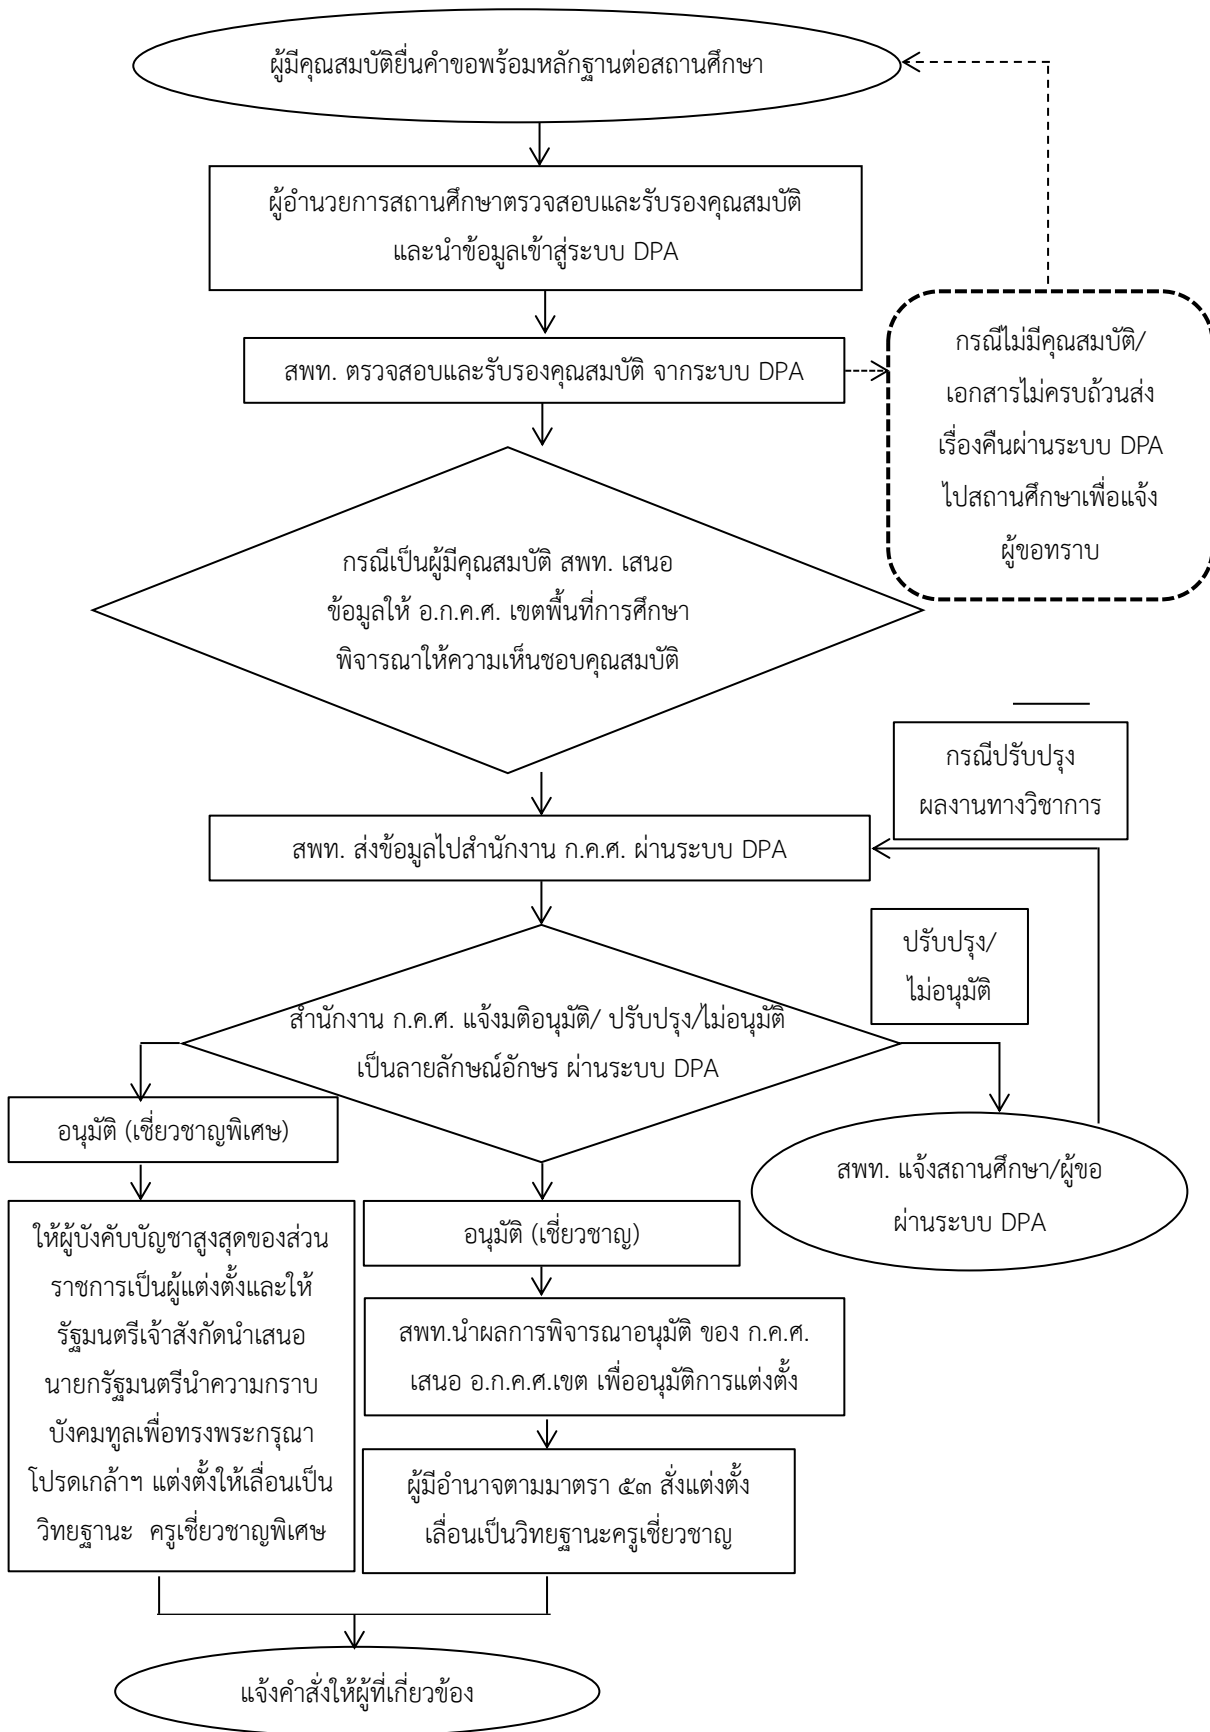 ผู้มีคุณสมบัติยื่นคำขอพร้อมหลักฐานต่อสถานศึกษา
ผู้อำนวยการสถานศึกษาตรวจสอบและรับรองคุณสมบัติ
และนำข้อมูลเข้าสู่ระบบ DPA
สพท. ตรวจสอบและรับรองคุณสมบัติ จากระบบ DPA
กรณีไม่มีคุณสมบัติ/
เอกสารไม่ครบถ้วนส่ง
เรื่องคืนผ่านระบบ DPA
ไปสถานศึกษาเพื่อแจ้ง
ผู้ขอทราบ
กรณีเป็นผู้มีคุณสมบัติ สพท. เสนอ
ข้อมูลให้ อ.ก.ค.ศ. เขตพื้นที่การศึกษา
พิจารณาให้ความเห็นชอบคุณสมบัติ
กรณีปรับปรุง
ผลงานทางวิชาการ
สพท. ส่งข้อมูลไปสำนักงาน ก.ค.ศ. ผ่านระบบ DPA
ปรับปรุง/
ไม่อนุมัติ
สำนักงาน ก.ค.ศ. แจ้งมติอนุมัติ/ ปรับปรุง/ไม่อนุมัติ
เป็นลายลักษณ์อักษร ผ่านระบบ DPA
อนุมัติ (เชี่ยวชาญพิเศษ)
สพท. แจ้งสถานศึกษา/ผู้ขอ
ผ่านระบบ DPA
ให้ผู้บังคับบัญชาสูงสุดของส่วน
ราชการเป็นผู้แต่งตั้งและให้
รัฐมนตรีเจ้าสังกัดนำเสนอ
นายกรัฐมนตรีนำความกราบ
บังคมทูลเพื่อทรงพระกรุณา
โปรดเกล้าฯ แต่งตั้งให้เลื่อนเป็น
วิทยฐานะ ครูเชี่ยวชาญพิเศษ
อนุมัติ (เชี่ยวชาญ)
สพท.นำผลการพิจารณาอนุมัติ ของ ก.ค.ศ.
เสนอ อ.ก.ค.ศ.เขต เพื่ออนุมัติการแต่งตั้ง
ผู้มีอำนาจตามมาตรา ๕๓ สั่งแต่งตั้ง
เลื่อนเป็นวิทยฐานะครูเชี่ยวชาญ
แจ้งคำสั่งให้ผู้ที่เกี่ยวข้อง